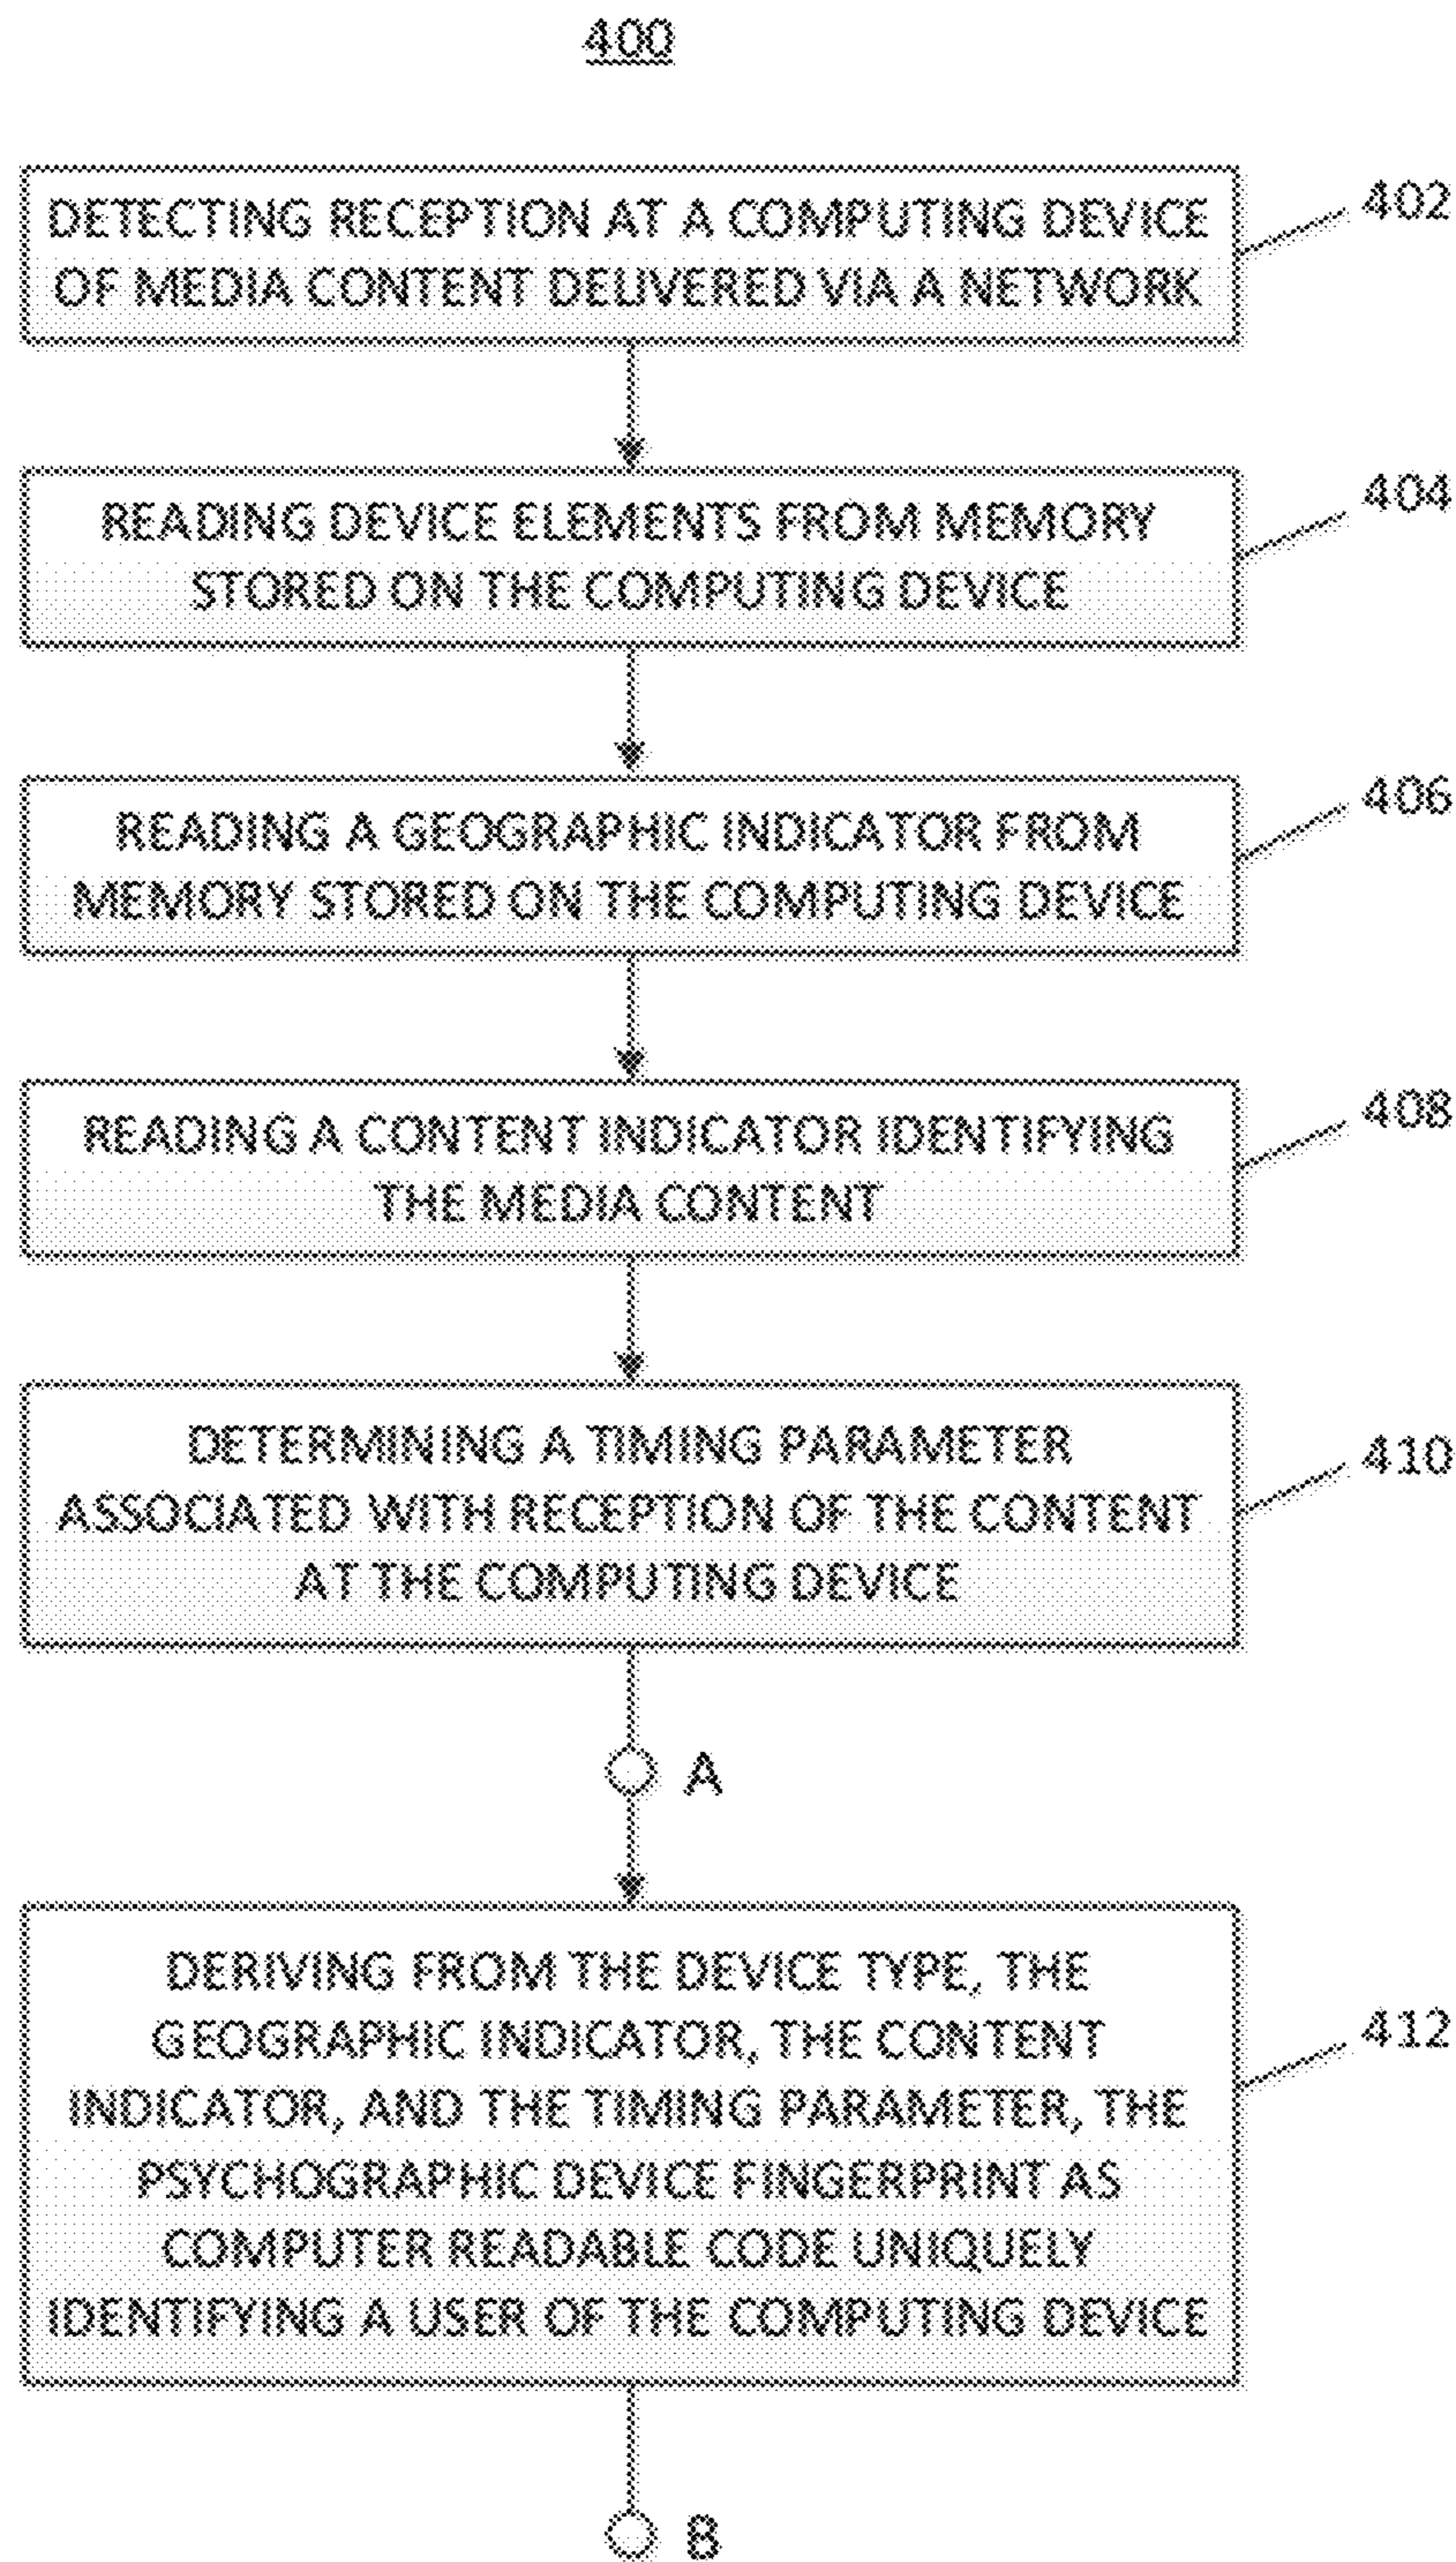 400
DETECTING RECEPTION AT A COMPUTING DEVICE
OF MEDIA CONTENT DELIVERED VIA A NETWORK
402
READING DEVICE ELEMENTS FROM MEMORY
STORED ON THE COMPUTING DEVICE
404
READING A GEOGRAPHIC INDICATOR FROM
MEMORY STORED ON THE COMPUTING DEVICE
406
READING A CONTENT INDICATOR IDENTIFYING
THE MEDIA CONTENT
408
DETERMINING A TIMING PARAMETER
ASSOCIATED WITH RECEPTION OF THE CONTENT
AT THE COMPUTING DEVICE
410
A
DERIVING FROM THE DEVICE TYPE, THE
GEOGRAPHIC INDICATOR, THE CONTENT
INDICATOR, AND THE TIMING PARAMETER, THE
PSYCHOGRAPHIC DEVICE FINGERPRINT AS
COMPUTER READABLE CODE UNIQUELY
IDENTIFYING A USER OF THE COMPUTING DEVICE
412
B